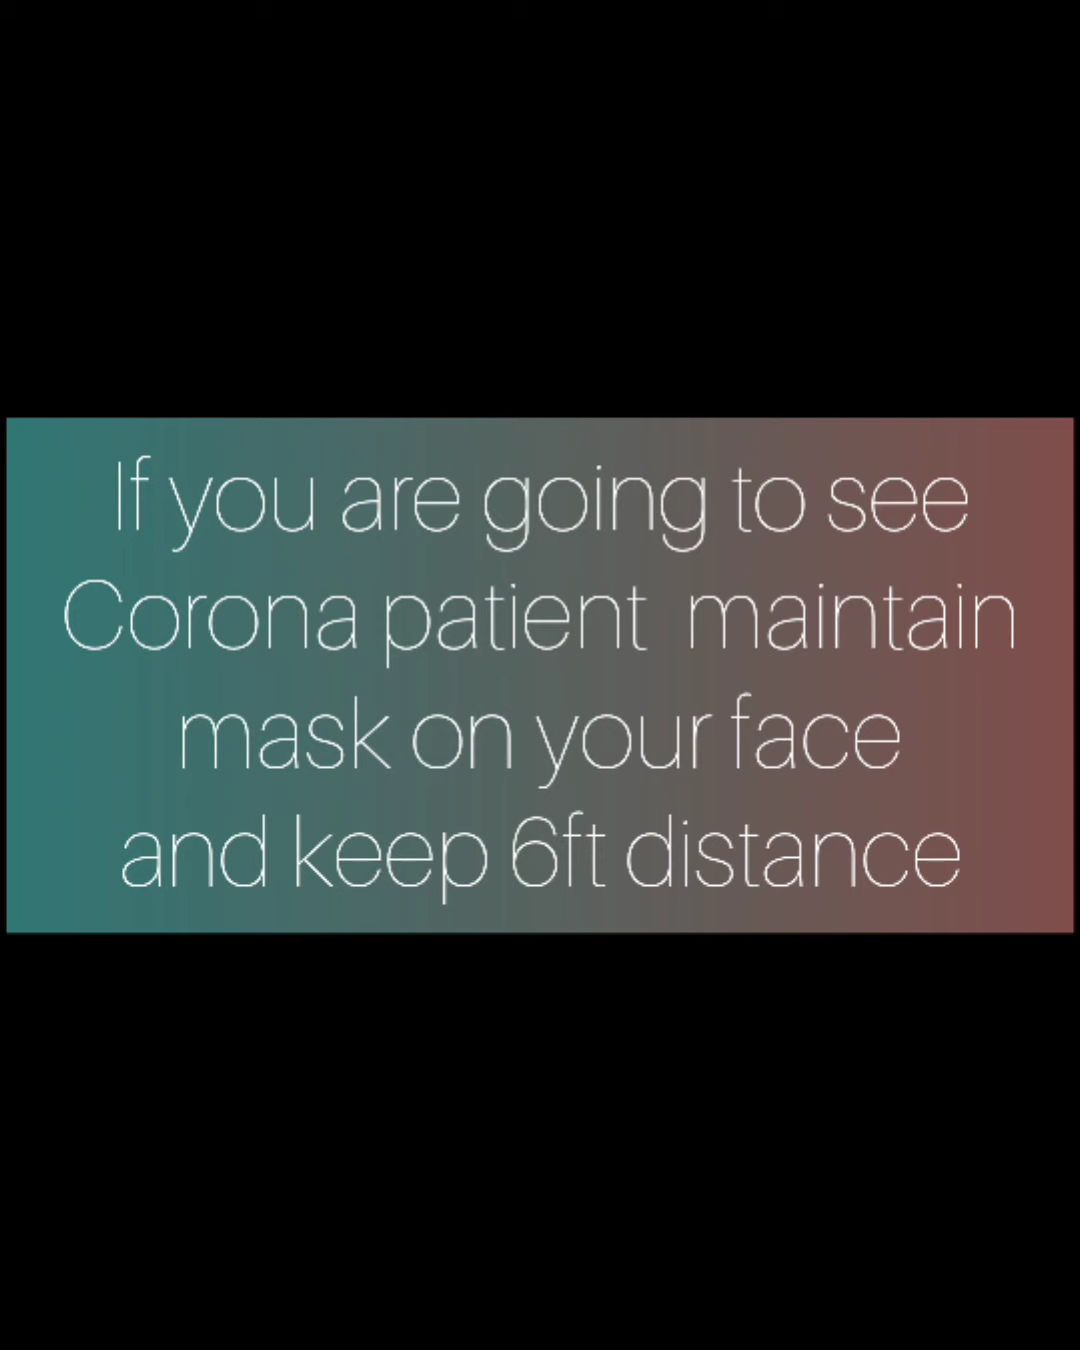 If you are going to see
Corona patient  maintain
mask on your face
and keep 6ft distance